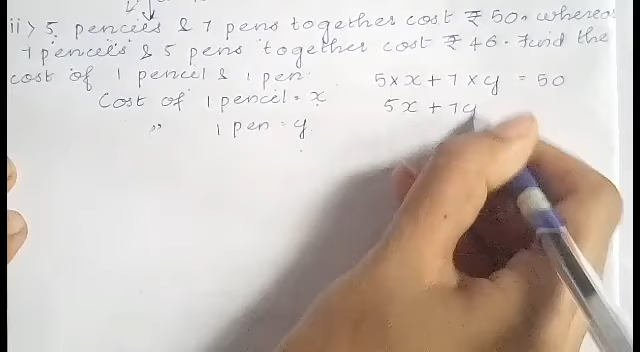 ii> 5 pencils & 7 pens together cost ₹ 50. whereas
7 pencils & 5 pens together cost ₹ 46. Find the
cost of 1 pencil & 1 pen.
5 x x + 7 x y = 50
Cost of 1 pencil = x
5x + 7y
" 1 pen = y